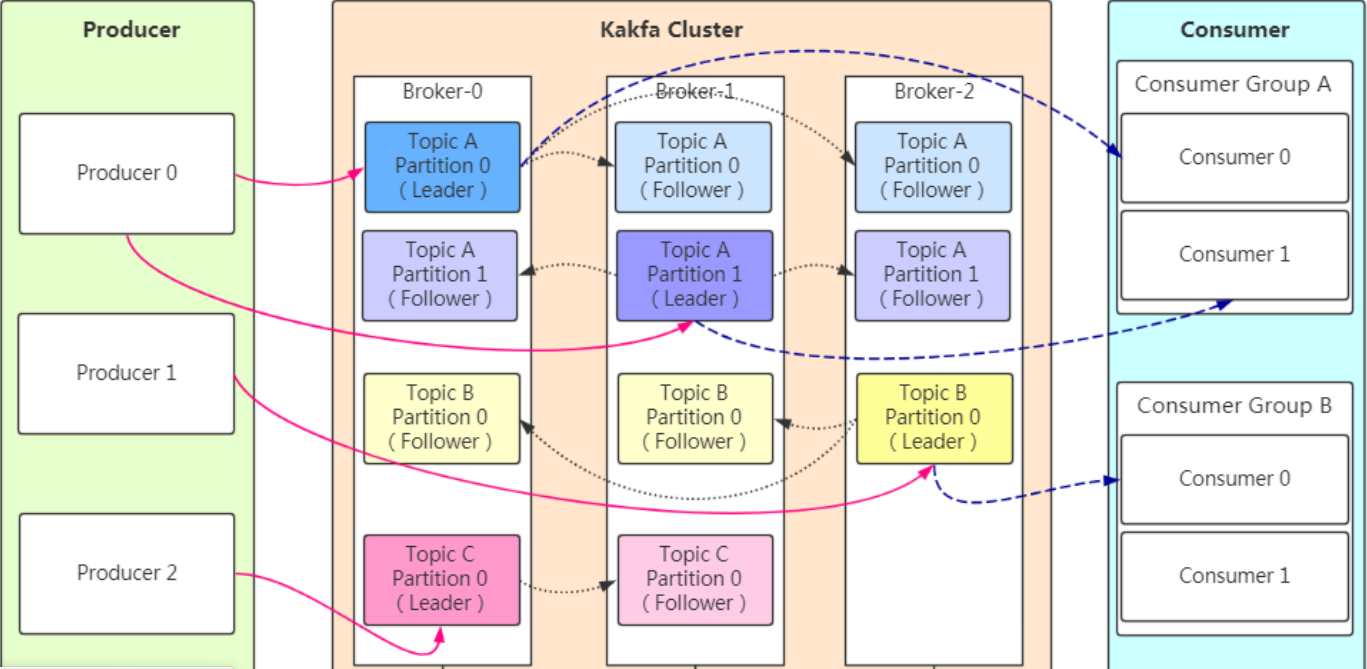 Producer
Producer 0
Producer 1
Producer 2
Kakfa Cluster
Broker-0
Topic A
Partition 0
( Leader )
Topic A
Partition 1
( Follower )
Topic B
Partition 0
( Follower )
Topic C
Partition 0
( Leader )
Broker-1
Topic A
Partition 0
( Follower )
Topic A
Partition 1
( Leader )
Topic B
Partition 0
( Follower )
Topic C
Partition 0
( Follower )
Broker-2
Topic A
Partition 0
( Follower )
Topic A
Partition 1
( Follower )
Topic B
Partition 0
( Leader )
Consumer
Consumer Group A
Consumer 0
Consumer 1
Consumer Group B
Consumer 0
Consumer 1